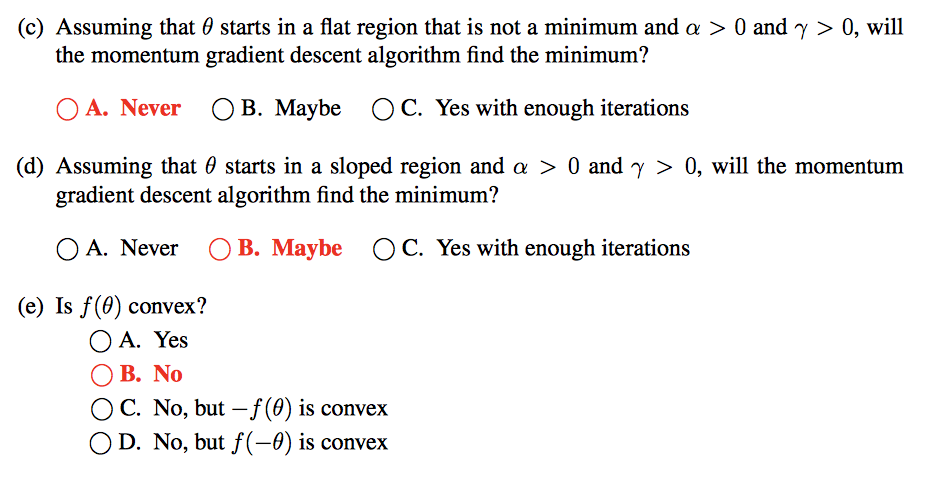 (c) Assuming that θ starts in a flat region that is not a minimum and α > 0 and γ > 0, will
the momentum gradient descent algorithm find the minimum?
○ A. Never ○ B. Maybe ○ C. Yes with enough iterations
(d) Assuming that θ starts in a sloped region and α > 0 and γ > 0, will the momentum
gradient descent algorithm find the minimum?
○ A. Never ○ B. Maybe ○ C. Yes with enough iterations
(e) Is f(θ) convex?
○ A. Yes
○ B. No
○ C. No, but −f(θ) is convex
○ D. No, but f(−θ) is convex